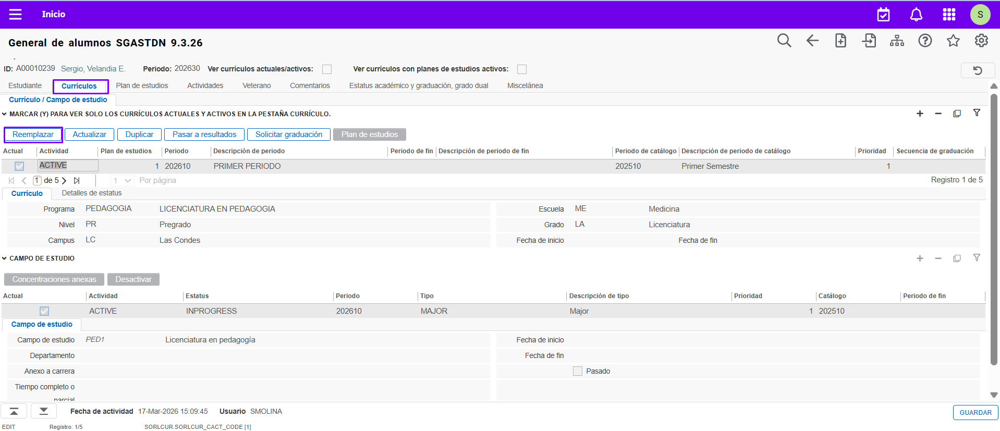 Inicio
S
General de alumnos SGASTDN 9.3.26
ID: A00010239 Sergio, Velandia E. Periodo: 202630 Ver currículos actuales/activos: Ver currículos con planes de estudios activos:
Estudiante Currículos Plan de estudios Actividades Veterano Comentarios Estatus académico y graduación, grado dual Miscelánea
Currículo / Campo de estudio
MARCAR (Y) PARA VER SOLO LOS CURRÍCULOS ACTUALES Y ACTIVOS EN LA PESTAÑA CURRÍCULO.
Reemplazar Actualizar Duplicar Pasar a resultados Solicitar graduación Plan de estudios
Actual Actividad Plan de estudios Periodo Descripción de periodo Periodo de fin Descripción de periodo de fin Periodo de catálogo Descripción de periodo de catálogo Prioridad Secuencia de graduación
ACTIVE 1 202610 PRIMER PERIODO 202510 Primer Semestre 1
1 de 5 1 Por página Registro 1 de 5
Currículo Detalles de estatus
Programa PEDAGOGIA LICENCIATURA EN PEDAGOGIA Escuela ME Medicina
Nivel PR Pregrado Grado LA Licenciatura
Campus LC Las Condes Fecha de inicio Fecha de fin
CAMPO DE ESTUDIO
Concentraciones anexas Desactivar
Actual Actividad Estatus Periodo Tipo Descripción de tipo Prioridad Catálogo Periodo de fin
ACTIVE INPROGRESS 202610 MAJOR Major 1 202510
Campo de estudio
Campo de estudio PED1 Licenciatura en pedagogía Fecha de inicio
Departamento Fecha de fin
Anexo a carrera Pasado
Tiempo completo o
parcial
Fecha de actividad 17-Mar-2026 15:09:45 Usuario SMOLINA GUARDAR
EDIT Registro: 1/5 SORLCUR.SORLCUR_CACT_CODE [1]